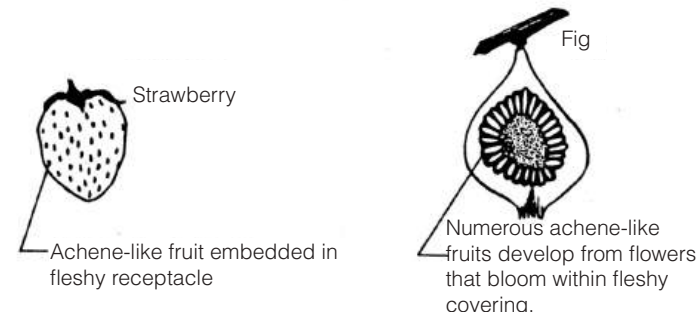 Strawberry
Achene-like fruit embedded in
fleshy receptacle
Fig
Numerous achene-like
fruits develop from flowers
that bloom within fleshy
covering.